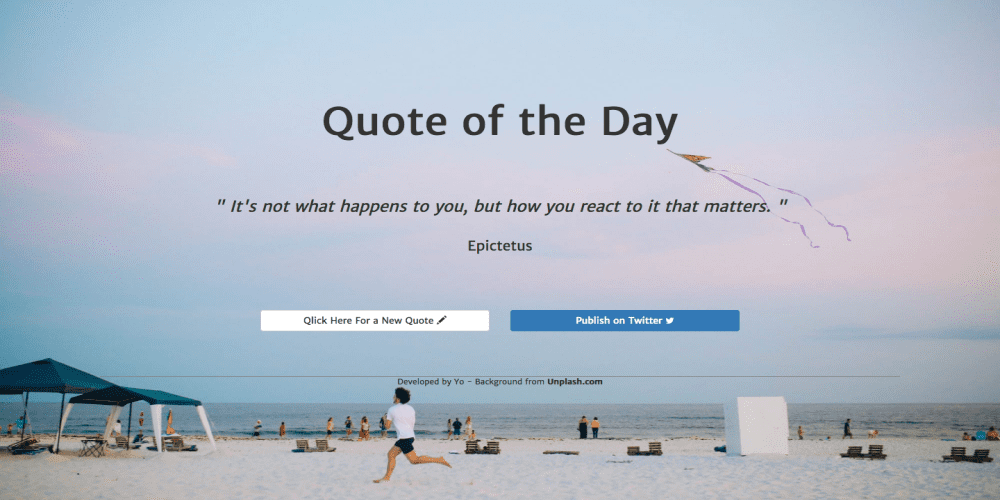 Quote of the Day
" It's not what happens to you, but how you react to it that matters. "
Epictetus
Qlick Here For a New Quote
Publish on Twitter
Developed by Yo - Background from Unplash.com